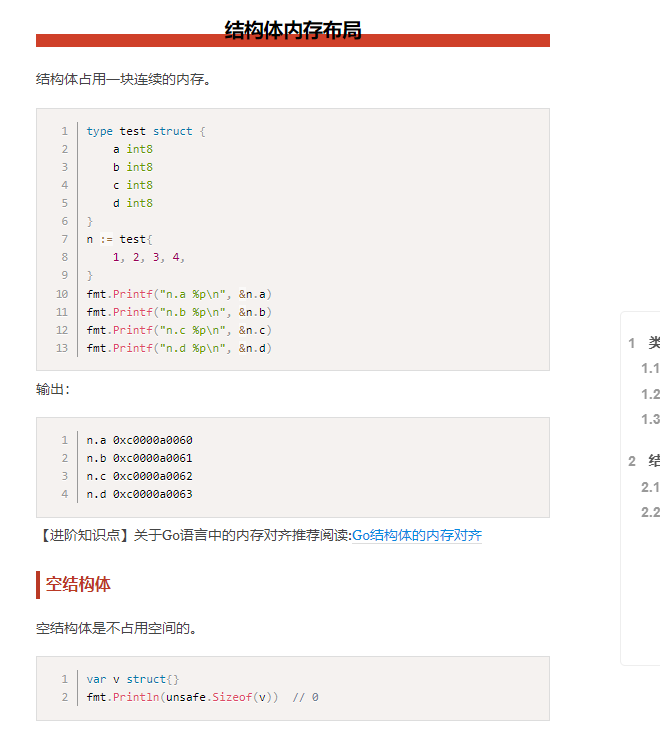 结构体内存布局
结构体占用一块连续的内存。
1 type test struct {
2     a int8
3     b int8
4     c int8
5     d int8
6 }
7 n := test{
8     1, 2, 3, 4,
9 }
10 fmt.Printf("n.a %p\n", &n.a)
11 fmt.Printf("n.b %p\n", &n.b)
12 fmt.Printf("n.c %p\n", &n.c)
13 fmt.Printf("n.d %p\n", &n.d)
输出：
1 n.a 0xc0000a0060
2 n.b 0xc0000a0061
3 n.c 0xc0000a0062
4 n.d 0xc0000a0063
【进阶知识点】关于Go语言中的内存对齐推荐阅读:Go结构体的内存对齐
空结构体
空结构体是不占用空间的。
1 var v struct{}
2 fmt.Println(unsafe.Sizeof(v))  // 0
1 类
1.1
1.2
1.3
2 结
2.1
2.2